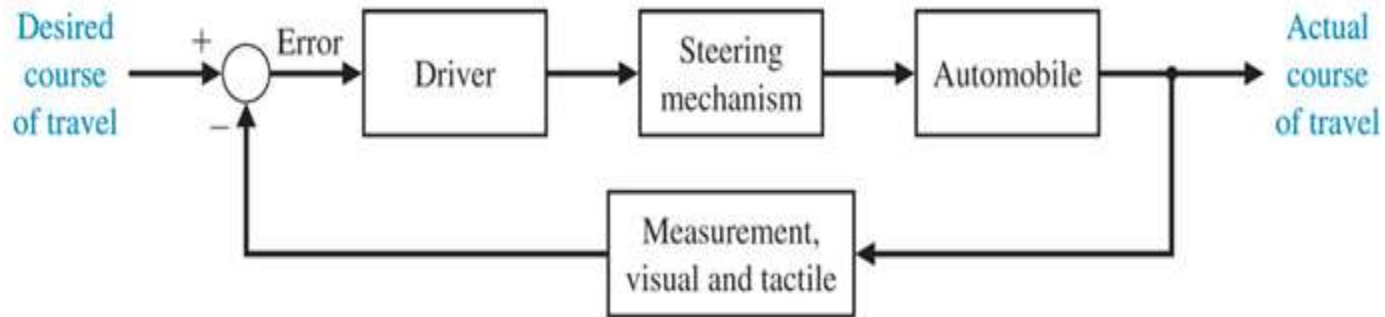 Desired
course
of travel
+
−
Error
Driver
Steering
mechanism
Automobile
Actual
course
of travel
Measurement,
visual and tactile